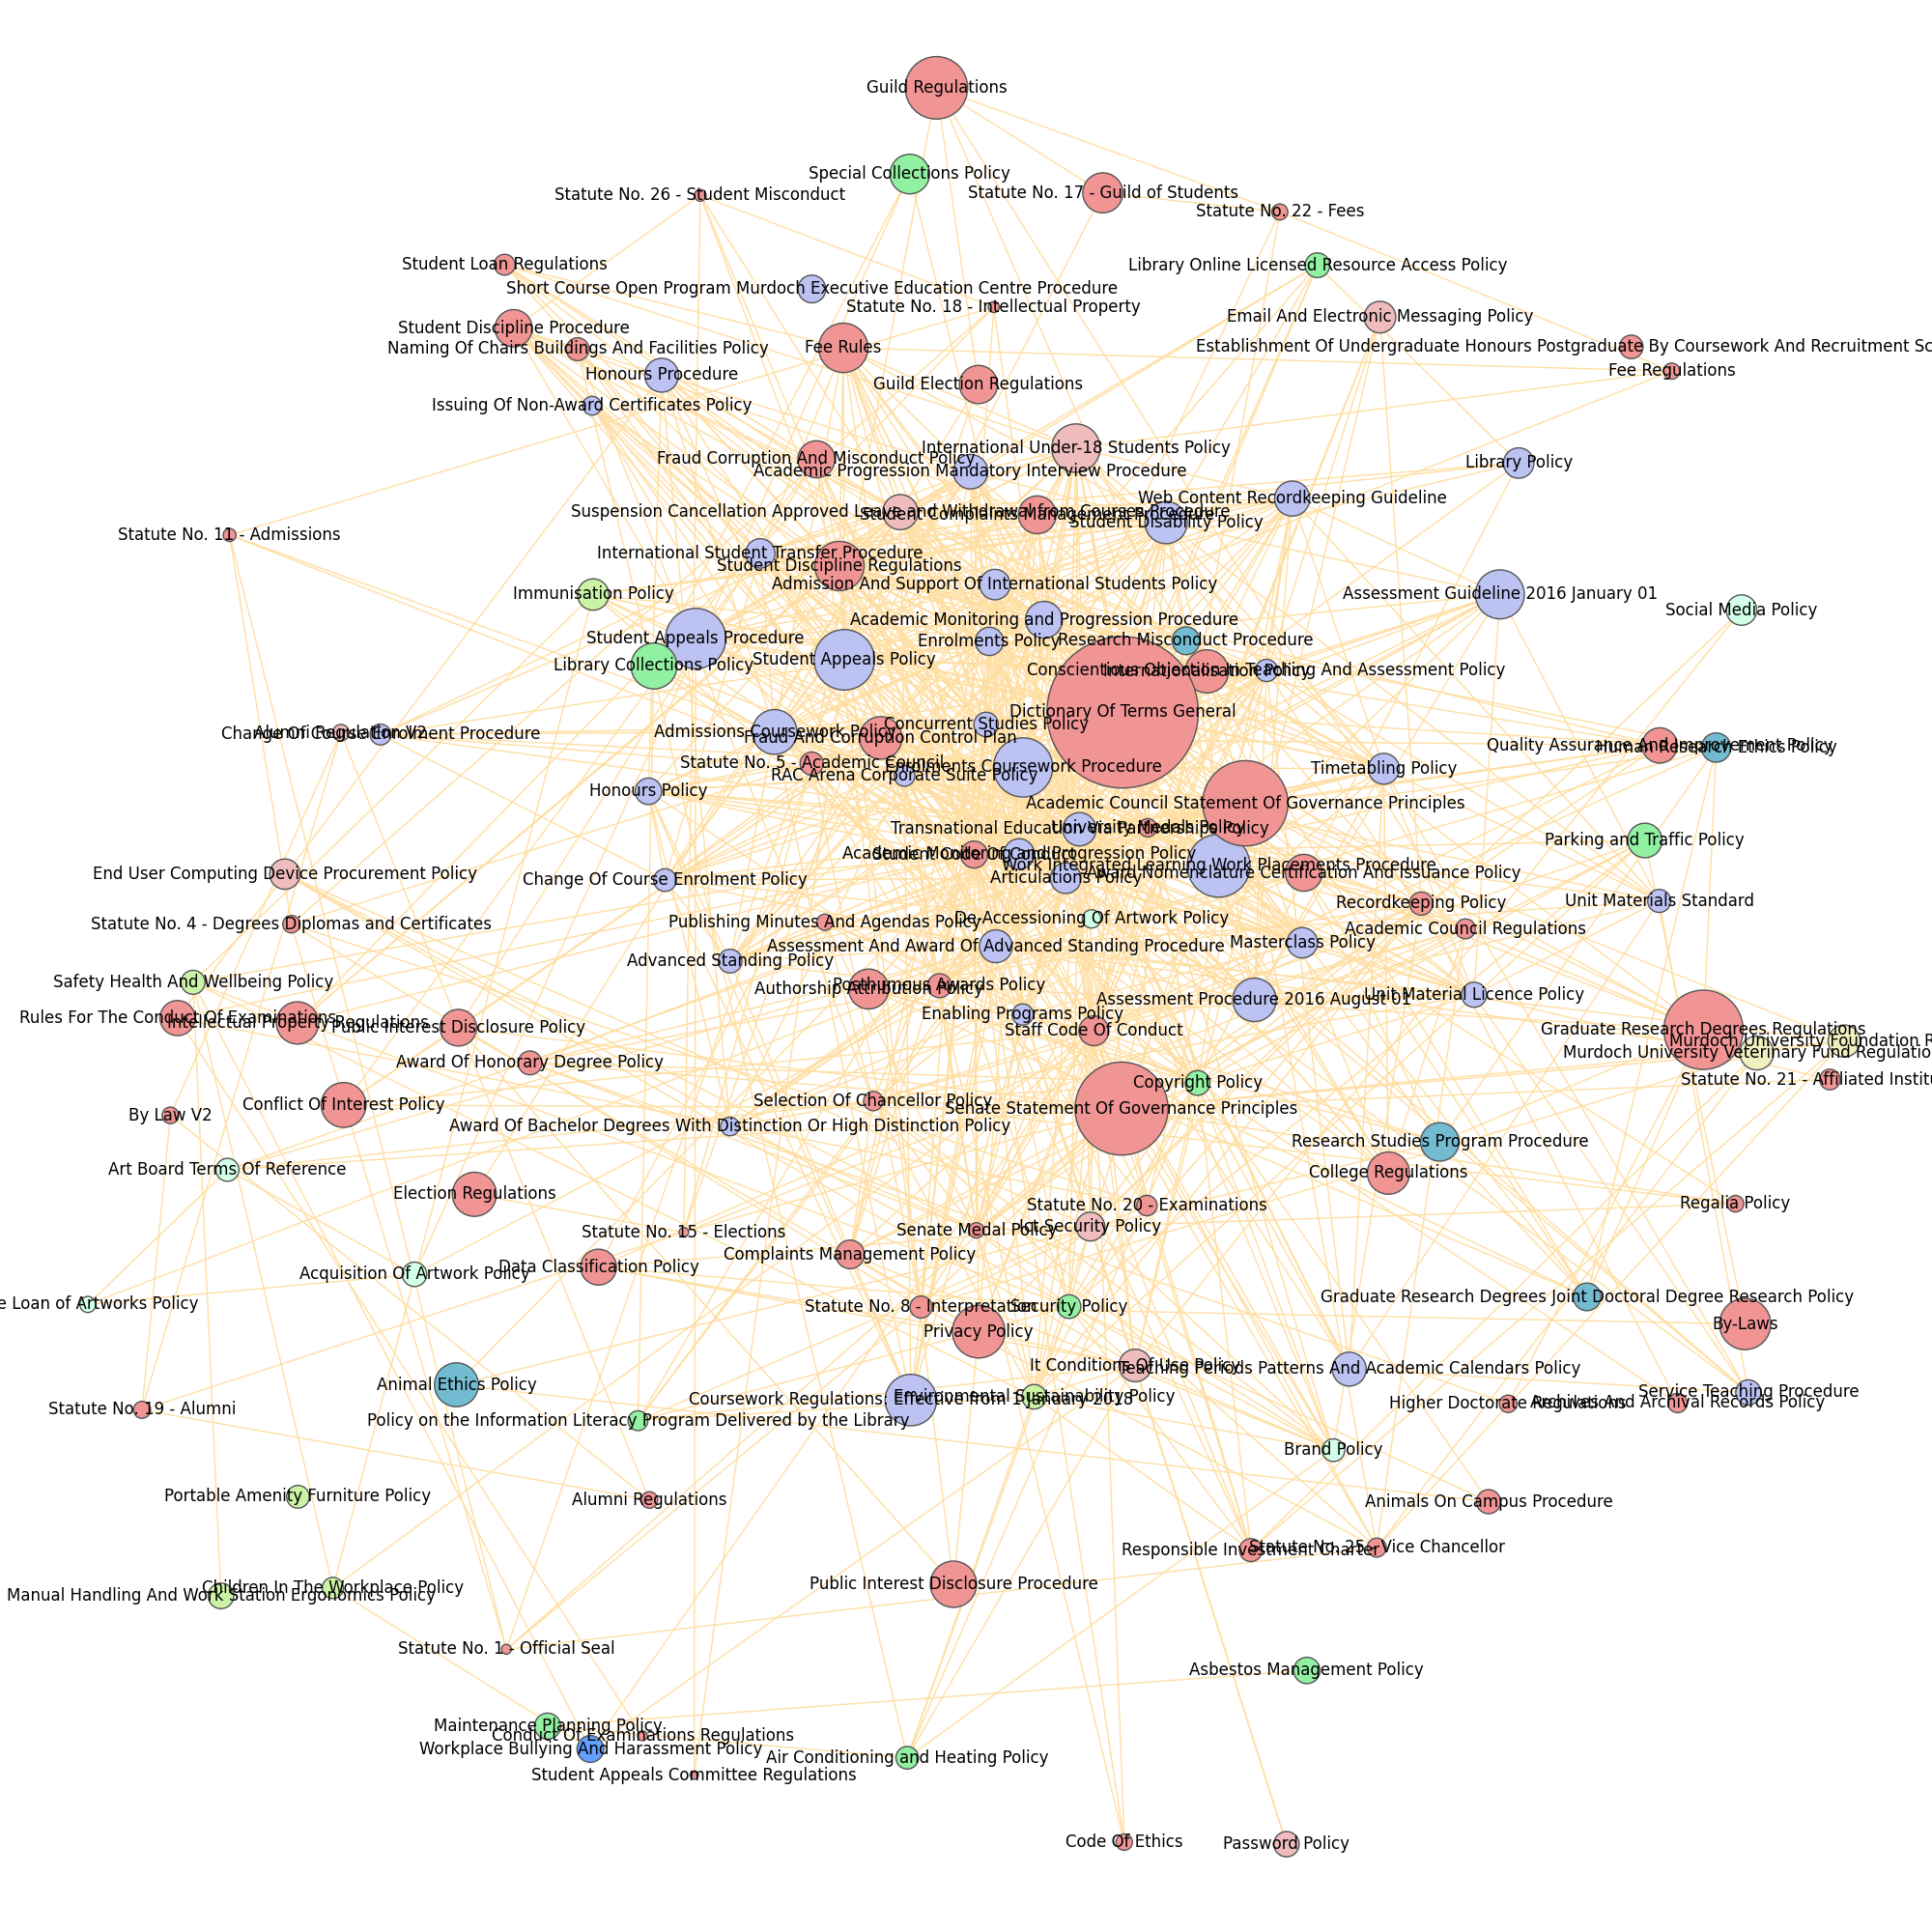 Guild Regulations
Special Collections Policy
Statute No. 17 - Guild of Students
Statute No. 26 - Student Misconduct
Statute No. 22 - Fees
Student Loan Regulations
Library Online Licensed Resource Access Policy
Short Course Open Program Murdoch Executive Education Centre Procedure
Statute No. 18 - Intellectual Property
Email And Electronic Messaging Policy
Student Discipline Procedure
Naming Of Chairs Buildings And Facilities Policy
Fee Rules
Establishment Of Undergraduate Honours Postgraduate By Coursework And Recruitment Sc
Fee Regulations
Honours Procedure
Guild Election Regulations
Issuing Of Non-Award Certificates Policy
International Under-18 Students Policy
Fraud Corruption And Misconduct Policy
Library Policy
Academic Progression Mandatory Interview Procedure
Web Content Recordkeeping Guideline
Suspension Cancellation Approved Leave and Withdrawal from Courses Procedure
Student Complaints Management Procedure
Student Disability Policy
Statute No. 11 - Admissions
International Student Transfer Procedure
Student Discipline Regulations
Admission And Support Of International Students Policy
Immunisation Policy
Assessment Guideline 2016 January 01
Social Media Policy
Academic Monitoring and Progression Procedure
Student Appeals Procedure
Enrolments Policy
Research Misconduct Procedure
Student Appeals Policy
Library Collections Policy
Conscientious Objection In Teaching And Assessment Policy
Internationalisation Policy
Dictionary Of Terms General
Concurrent Studies Policy
Admissions Coursework Policy
Change Of Course Enrolment Procedure
Alumni Regulation V2
Fraud And Corruption Control Plan
Quality Assurance And Improvement Policy
Human Research Ethics Policy
Statute No. 5 - Academic Council
Enrolments Coursework Procedure
Timetabling Policy
RAC Arena Corporate Suite Policy
Honours Policy
Academic Council Statement Of Governance Principles
Transnational Education Via Partnerships Policy
University Medals Policy
Parking and Traffic Policy
Academic Monitoring and Progression Policy
Student Code Of Conduct
Work Integrated Learning Work Placements Procedure
Award Nomenclature Certification And Issuance Policy
End User Computing Device Procurement Policy
Change Of Course Enrolment Policy
Articulations Policy
Recordkeeping Policy
Unit Materials Standard
Statute No. 4 - Degrees Diplomas and Certificates
Publishing Minutes And Agendas Policy
De-Accessioning Of Artwork Policy
Academic Council Regulations
Assessment And Award Of Advanced Standing Procedure
Masterclass Policy
Advanced Standing Policy
Safety Health And Wellbeing Policy
Posthumous Awards Policy
Authorship Attribution Policy
Assessment Procedure 2016 August 01
Unit Material Licence Policy
Rules For The Conduct Of Examinations
Intellectual Property Regulations
Public Interest Disclosure Policy
Enabling Programs Policy
Staff Code Of Conduct
Graduate Research Degrees Regulations
Murdoch University Foundation R
Murdoch University Veterinary Fund Regulatio
Award Of Honorary Degree Policy
Copyright Policy
Statute No. 21 - Affiliated Institu
Conflict Of Interest Policy
Selection Of Chancellor Policy
Senate Statement Of Governance Principles
By Law V2
Award Of Bachelor Degrees With Distinction Or High Distinction Policy
Research Studies Program Procedure
Art Board Terms Of Reference
College Regulations
Election Regulations
Statute No. 20 - Examinations
Regalia Policy
Statute No. 15 - Elections
Senate Medal Policy
Ict Security Policy
Complaints Management Policy
Acquisition Of Artwork Policy
Data Classification Policy
e Loan of Artworks Policy
Statute No. 8 - Interpretation
Security Policy
Graduate Research Degrees Joint Doctoral Degree Research Policy
Privacy Policy
By-Laws
It Conditions Of Use Policy
Teaching Periods Patterns And Academic Calendars Policy
Animal Ethics Policy
Coursework Regulations: Effective from 1 January 2018
Environmental Sustainability Policy
Service Teaching Procedure
Higher Doctorate Regulations
Archives And Archival Records Policy
Statute No. 19 - Alumni
Policy on the Information Literacy Program Delivered by the Library
Brand Policy
Portable Amenity Furniture Policy
Alumni Regulations
Animals On Campus Procedure
Responsible Investment Charter
Statute No. 25 - Vice Chancellor
Public Interest Disclosure Procedure
Children In The Workplace Policy
Manual Handling And Work Station Ergonomics Policy
Statute No. 1 - Official Seal
Asbestos Management Policy
Maintenance Planning Policy
Conduct Of Examinations Regulations
Workplace Bullying And Harassment Policy
Air Conditioning and Heating Policy
Student Appeals Committee Regulations
Code Of Ethics
Password Policy